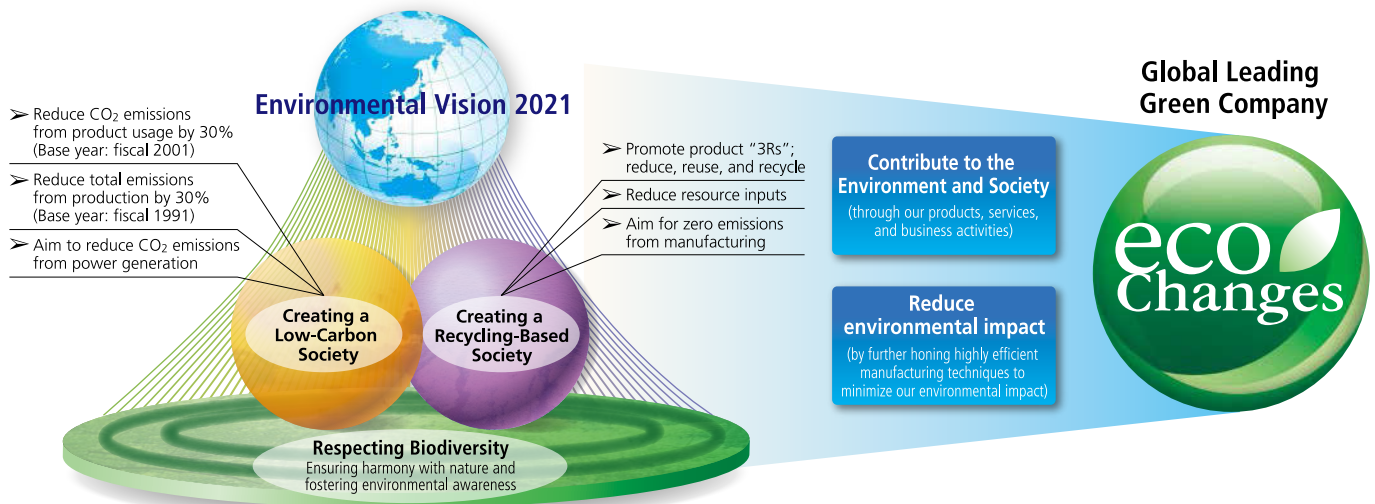 Environmental Vision 2021
➢ Reduce CO₂ emissions
from product usage by 30%
(Base year: fiscal 2001)
➢ Reduce total emissions
from production by 30%
(Base year: fiscal 1991)
➢ Aim to reduce CO₂ emissions
from power generation
➢ Promote product “3Rs”;
reduce, reuse, and recycle
➢ Reduce resource inputs
➢ Aim for zero emissions
from manufacturing
Creating a
Low-Carbon
Society
Creating a
Recycling-Based
Society
Respecting Biodiversity
Ensuring harmony with nature and
fostering environmental awareness
Contribute to the
Environment and Society
(through our products, services,
and business activities)
Reduce
environmental impact
(by further honing highly efficient
manufacturing techniques to
minimize our environmental impact)
Global Leading
Green Company
eco
Changes